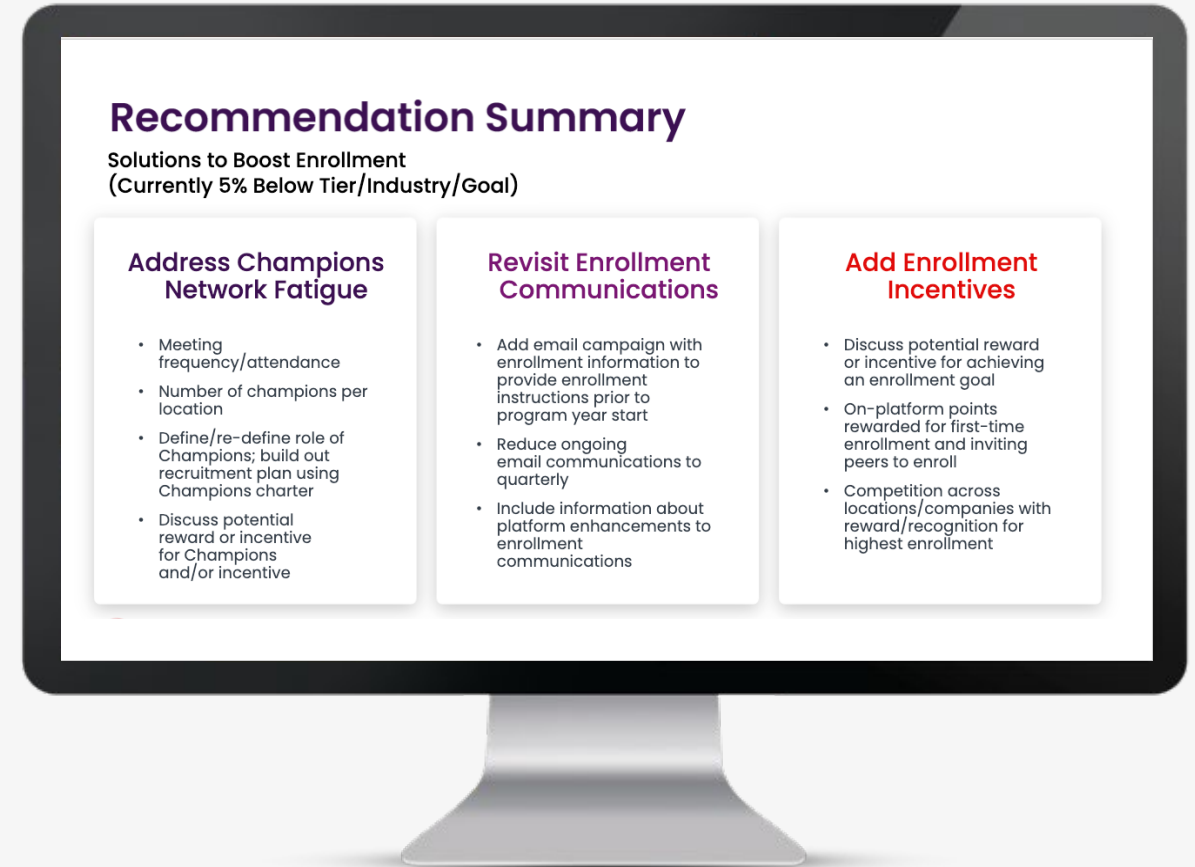 Recommendation Summary
Solutions to Boost Enrollment
(Currently 5% Below Tier/Industry/Goal)
Address Champions
Network Fatigue
• Meeting
frequency/attendance
• Number of champions per
location
• Define/re-define role of
Champions; build out
recruitment plan using
Champions charter
• Discuss potential
reward or incentive
for Champions
and/or incentive
Revisit Enrollment
Communications
• Add email campaign with
enrollment information to
provide enrollment
instructions prior to
program year start
• Reduce ongoing
email communications to
quarterly
• Include information about
platform enhancements to
enrollment
communications
Add Enrollment
Incentives
• Discuss potential reward
or incentive for achieving
an enrollment goal
• On-platform points
rewarded for first-time
enrollment and inviting
peers to enroll
• Competition across
locations/companies with
reward/recognition for
highest enrollment